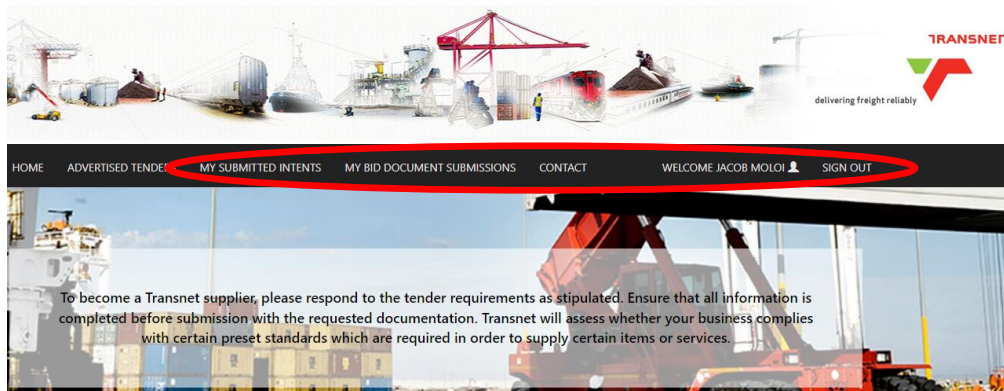 TRANSNET
delivering freight reliably
HOME ADVERTISED TENDE MY SUBMITTED INTENTS MY BID DOCUMENT SUBMISSIONS CONTACT WELCOME JACOB MOLOI SIGN OUT
To become a Transnet supplier, please respond to the tender requirements as stipulated. Ensure that all information is
completed before submission with the requested documentation. Transnet will assess whether your business complies
with certain preset standards which are required in order to supply certain items or services.